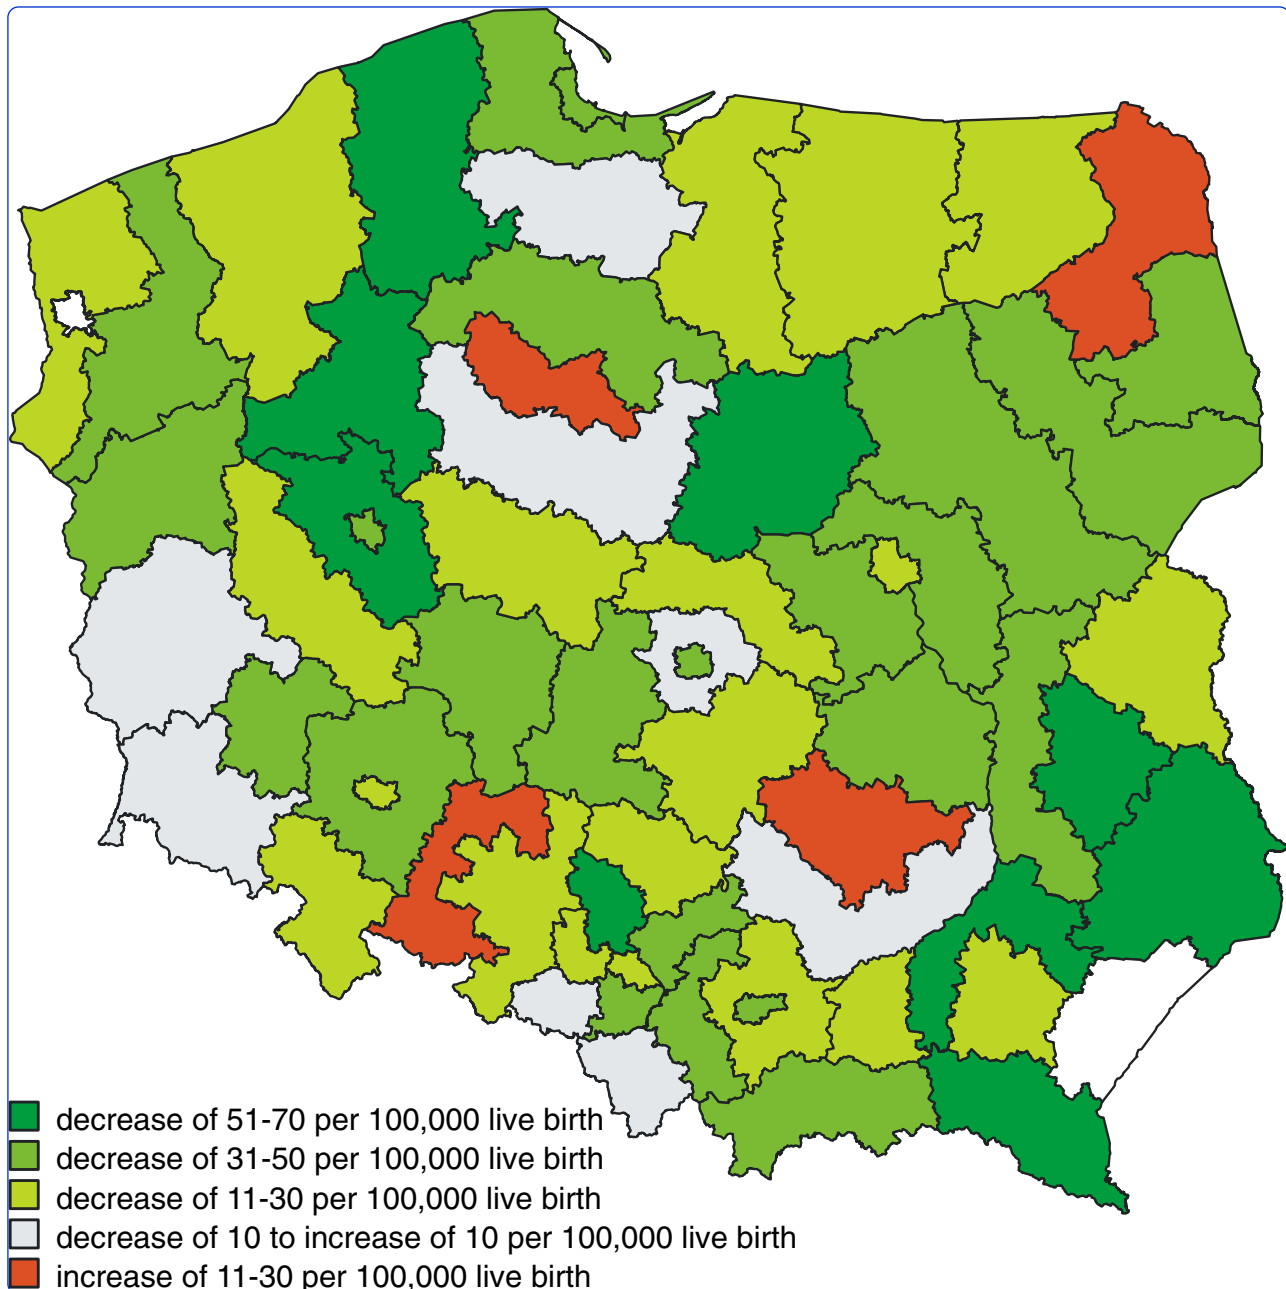 decrease of 51-70 per 100,000 live birth
decrease of 31-50 per 100,000 live birth
decrease of 11-30 per 100,000 live birth
decrease of 10 to increase of 10 per 100,000 live birth
increase of 11-30 per 100,000 live birth